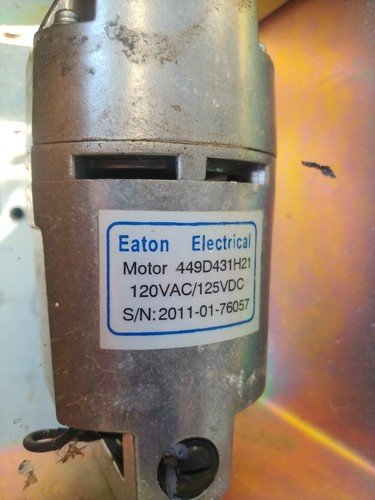 Eaton Electrical
Motor 449D431H21
120VAC/125VDC
S/N: 2011-01-76057